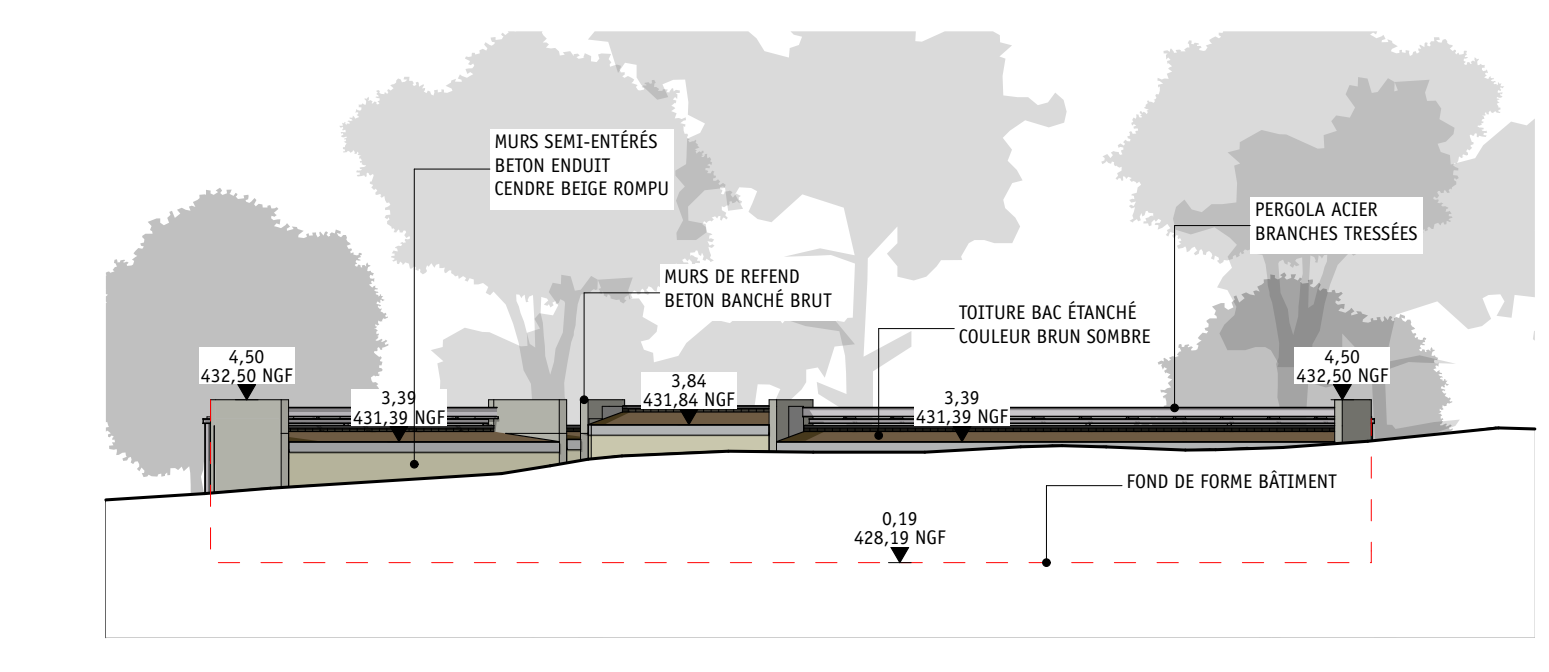 MURS SEMI-ENTÉRÉS
BETON ENDUIT
CENDRE BEIGE ROMPU
PERGOLA ACIER
BRANCHES TRESSÉES
MURS DE REFEND
BETON BANCHÉ BRUT
TOITURE BAC ÉTANCHÉ
COULEUR BRUN SOMBRE
4,50
432,50 NGF
3,39
431,39 NGF
3,84
431,84 NGF
3,39
431,39 NGF
4,50
432,50 NGF
FOND DE FORME BÂTIMENT
0,19
428,19 NGF